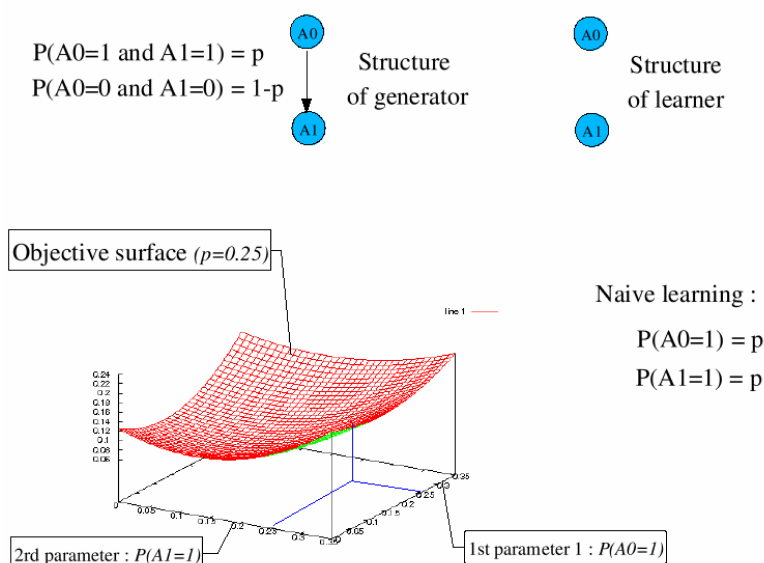 P(A0=1 and A1=1) = p
P(A0=0 and A1=0) = 1-p
A0
A1
Structure
of generator
A0
A1
Structure
of learner
Objective surface (p=0.25)
line 1
Naive learning :
P(A0=1) = p
P(A1=1) = p
0.24
0.22
0.2
0.18
0.16
0.14
0.12
0.1
0.08
0.06
0
0.05
0.1
0.15
0.2
0.25
0.3
0.05
0.1
0.15
0.2
0.25
0.3
0.35
2rd parameter : P(A1=1)
1st parameter 1 : P(A0=1)